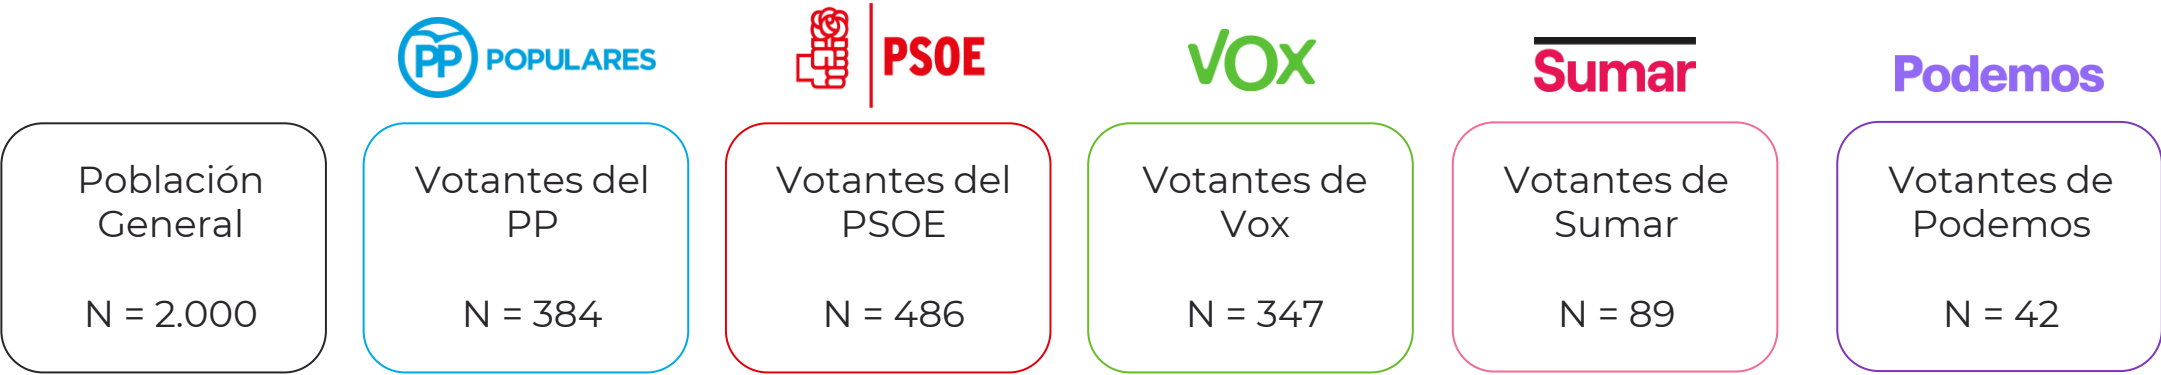 PP POPULARES
PSOE
VOX
Sumar
Podemos
Población
General
N = 2.000
Votantes del
PP
N = 384
Votantes del
PSOE
N = 486
Votantes de
Vox
N = 347
Votantes de
Sumar
N = 89
Votantes de
Podemos
N = 42